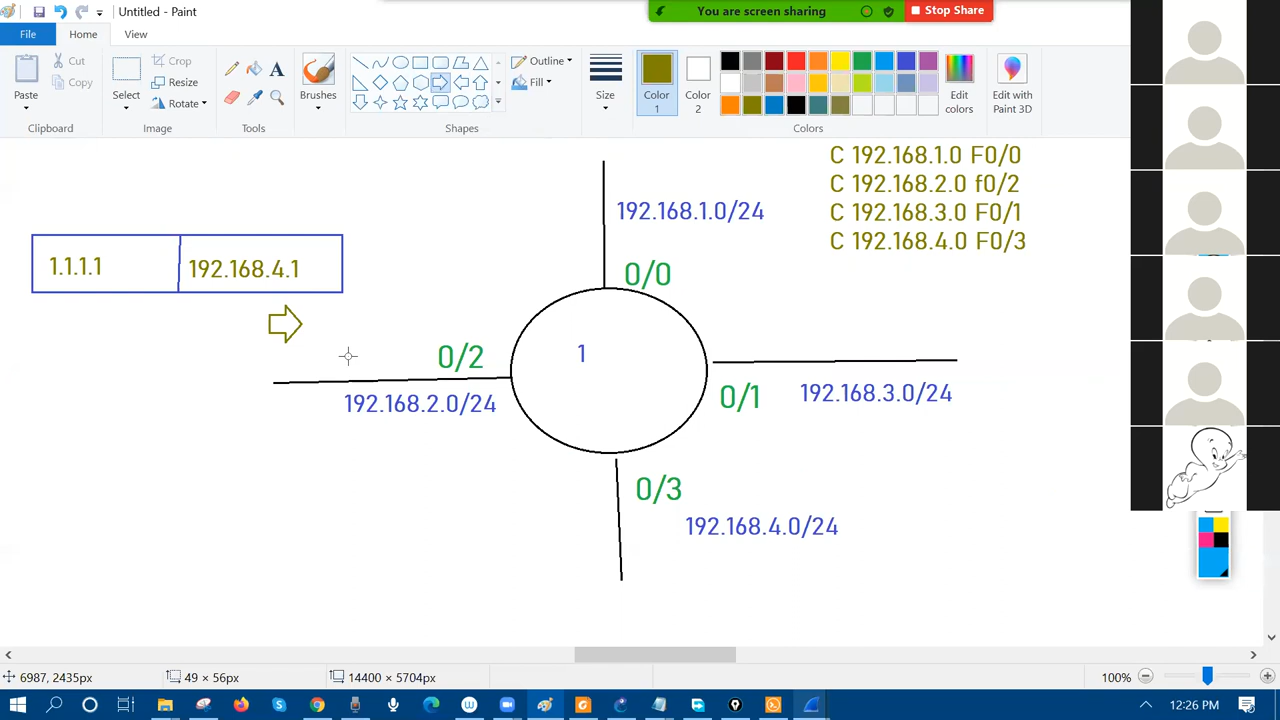 Untitled - Paint
You are screen sharing
Stop Share
File
Home
View
Paste
Cut
Copy
Clipboard
Select
Crop
Resize
Rotate
Image
A
Tools
Brushes
Outline
Fill
Shapes
Size
Color 1
Color 2
Edit colors
Edit with Paint 3D
Colors
C 192.168.1.0 F0/0
C 192.168.2.0 f0/2
C 192.168.3.0 F0/1
C 192.168.4.0 F0/3
192.168.1.0/24
1.1.1.1
192.168.4.1
0/0
0/2
1
192.168.2.0/24
0/1
192.168.3.0/24
0/3
192.168.4.0/24
6987, 2435px
49 × 56px
14400 × 5704px
100%
12:26 PM